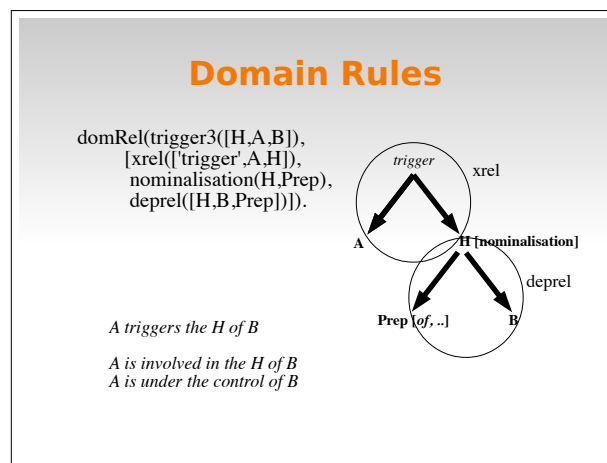 Domain Rules
domRel(trigger3([H,A,B]),
[xrel(['trigger',A,H]),
nominalisation(H,Prep),
deprel([H,B,Prep])]).
trigger
xrel
A
H [nominalisation]
deprel
Prep [of, ..]
B
A triggers the H of B
A is involved in the H of B
A is under the control of B